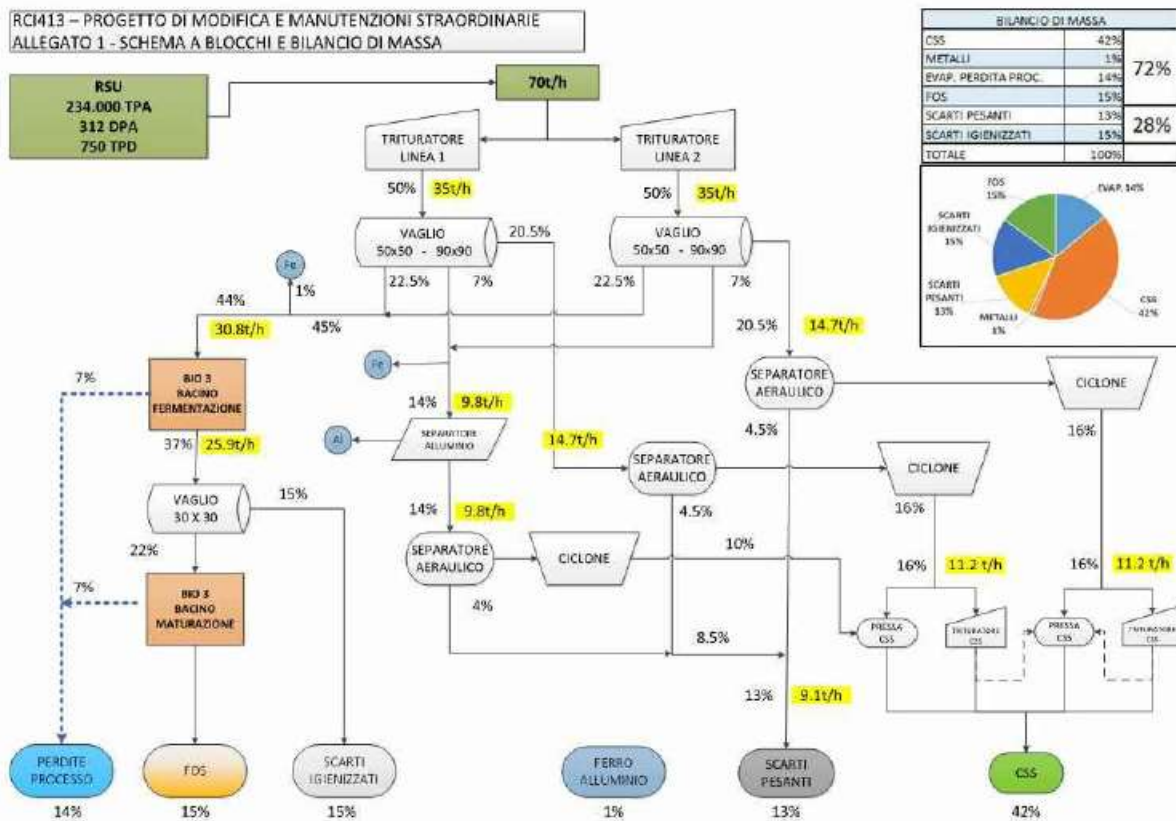 RCI413 – PROGETTO DI MODIFICA E MANUTENZIONI STRAORDINARIE
ALLEGATO 1 - SCHEMA A BLOCCHI E BILANCIO DI MASSA
RSU
234.000 TPA
312 DPA
750 TPD
70t/h
BILANCIO DI MASSA
CSS 42%
METALLI 1%
EVAP. PERDITA PROC. 14%
72%
FOS 15%
SCARTI PESANTI 13%
28%
SCARTI IGIENIZZATI 15%
TOTALE 100%
TRITURATORE
LINEA 1
TRITURATORE
LINEA 2
50% 35t/h
50% 35t/h
VAGLIO
50x50 - 90x90
20.5%
VAGLIO
50x50 - 90x90
FOS
15%
EVAP. 14%
SCARTI
IGIENIZZATI
15%
SCARTI
PESANTI
13%
METALLI
1%
CSS
42%
Fe
1%
22.5% 7%
22.5% 7%
44%
30.8t/h
45%
20.5% 14.7t/h
Fe
7%
BIO 3
BACINO
FERMENTAZIONE
14% 9.8t/h
SEPARATORE
AERAULICO
CICLONE
37% 25.9t/h
Al
SEPARATORE
ALLUMINIO
14.7t/h
4.5%
16%
SEPARATORE
AERAULICO
CICLONE
VAGLIO
30 X 30
15%
14% 9.8t/h
4.5%
16%
22%
SEPARATORE
AERAULICO
CICLONE
10%
16% 11.2 t/h
16% 11.2 t/h
7%
BIO 3
BACINO
MATURAZIONE
4%
8.5%
PRESSA
CSS
TRITURATORE
CSS
PRESSA
CSS
TRITURATORE
CSS
13% 9.1t/h
PERDITE
PROCESSO
FOS
SCARTI
IGIENIZZATI
FERRO
ALLUMINIO
SCARTI
PESANTI
CSS
14%
15%
15%
1%
13%
42%